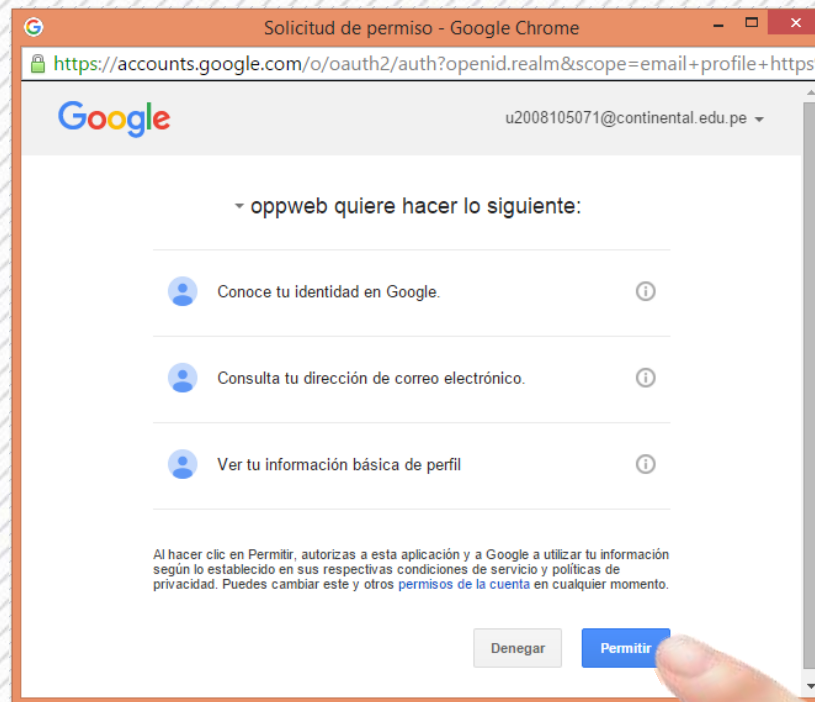 Solicitud de permiso - Google Chrome
https://accounts.google.com/o/oauth2/auth?openid.realm&scope=email+profile+https
Google
u2008105071@continental.edu.pe
oppweb quiere hacer lo siguiente:
Conoce tu identidad en Google.
Consulta tu dirección de correo electrónico.
Ver tu información básica de perfil
Al hacer clic en Permitir, autorizas a esta aplicación y a Google a utilizar tu información
según lo establecido en sus respectivas condiciones de servicio y políticas de
privacidad. Puedes cambiar este y otros permisos de la cuenta en cualquier momento.
Denegar
Permitir